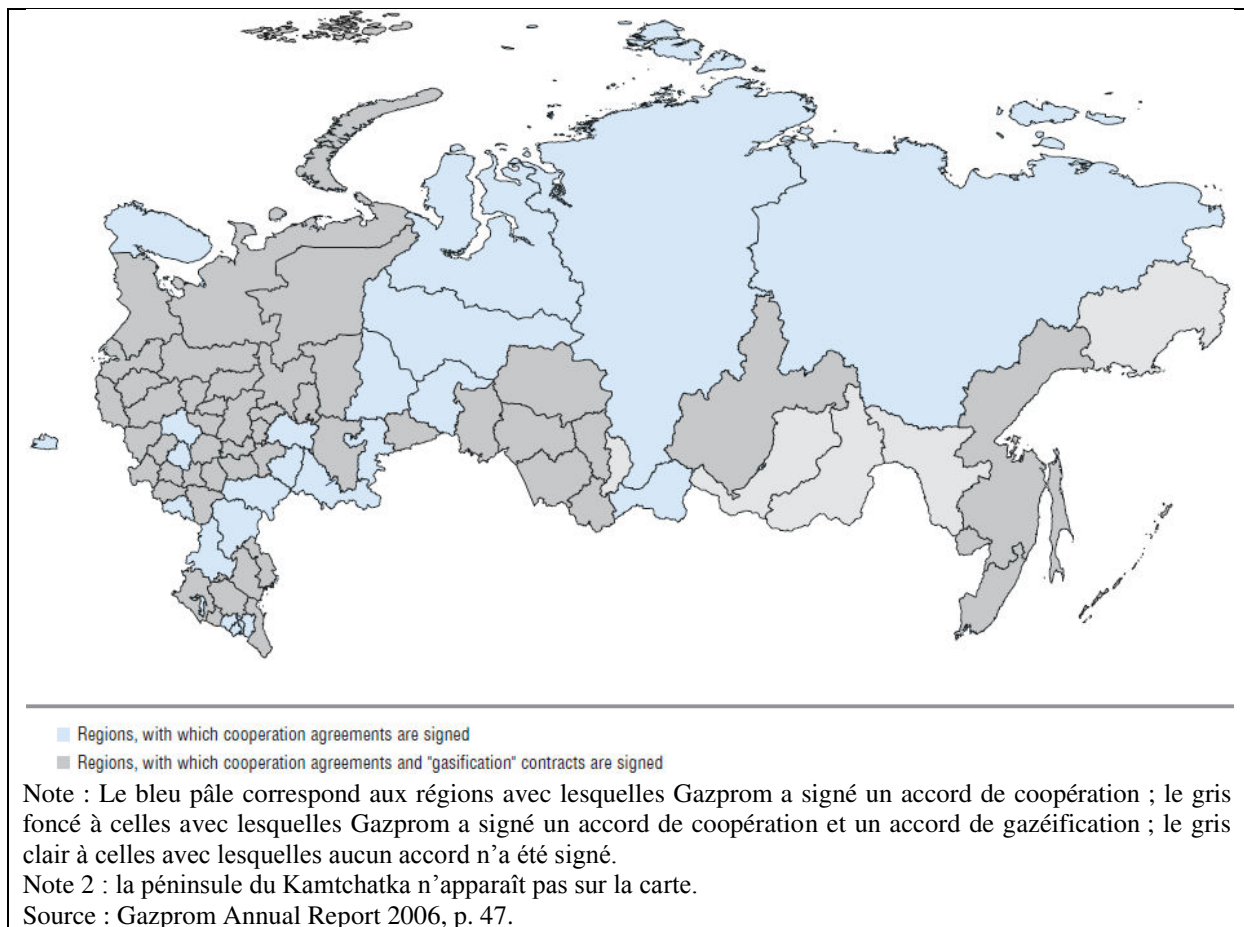 Regions, with which cooperation agreements are signed
Regions, with which cooperation agreements and "gasification" contracts are signed
Note : Le bleu pâle correspond aux régions avec lesquelles Gazprom a signé un accord de coopération ; le gris
foncé à celles avec lesquelles Gazprom a signé un accord de coopération et un accord de gazéification ; le gris
clair à celles avec lesquelles aucun accord n’a été signé.
Note 2 : la péninsule du Kamtchatka n’apparaît pas sur la carte.
Source : Gazprom Annual Report 2006, p. 47.